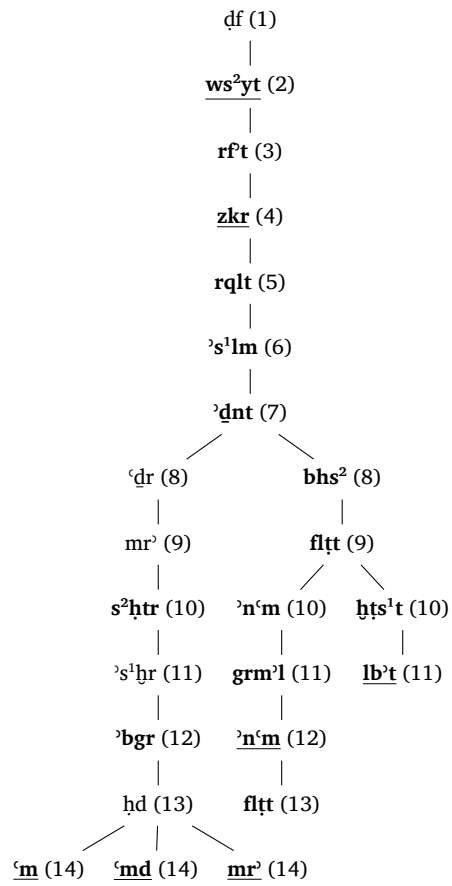 ḍf (1)
ws²yt (2)
rfʾt (3)
zkr (4)
rqlt (5)
ʾs¹lm (6)
ʾḏnt (7)
ʿḏr (8) bhs² (8)
mrʾ (9) flṭt (9)
s²ḥtr (10) ʾnʿm (10) ẖṭs¹t (10)
ʾs¹ẖr (11) grmʾl (11) lbʾt (11)
ʾbgr (12) ʾnʿm (12)
ḥd (13) flṭt (13)
ʿm (14) ʿmd (14) mrʾ (14)